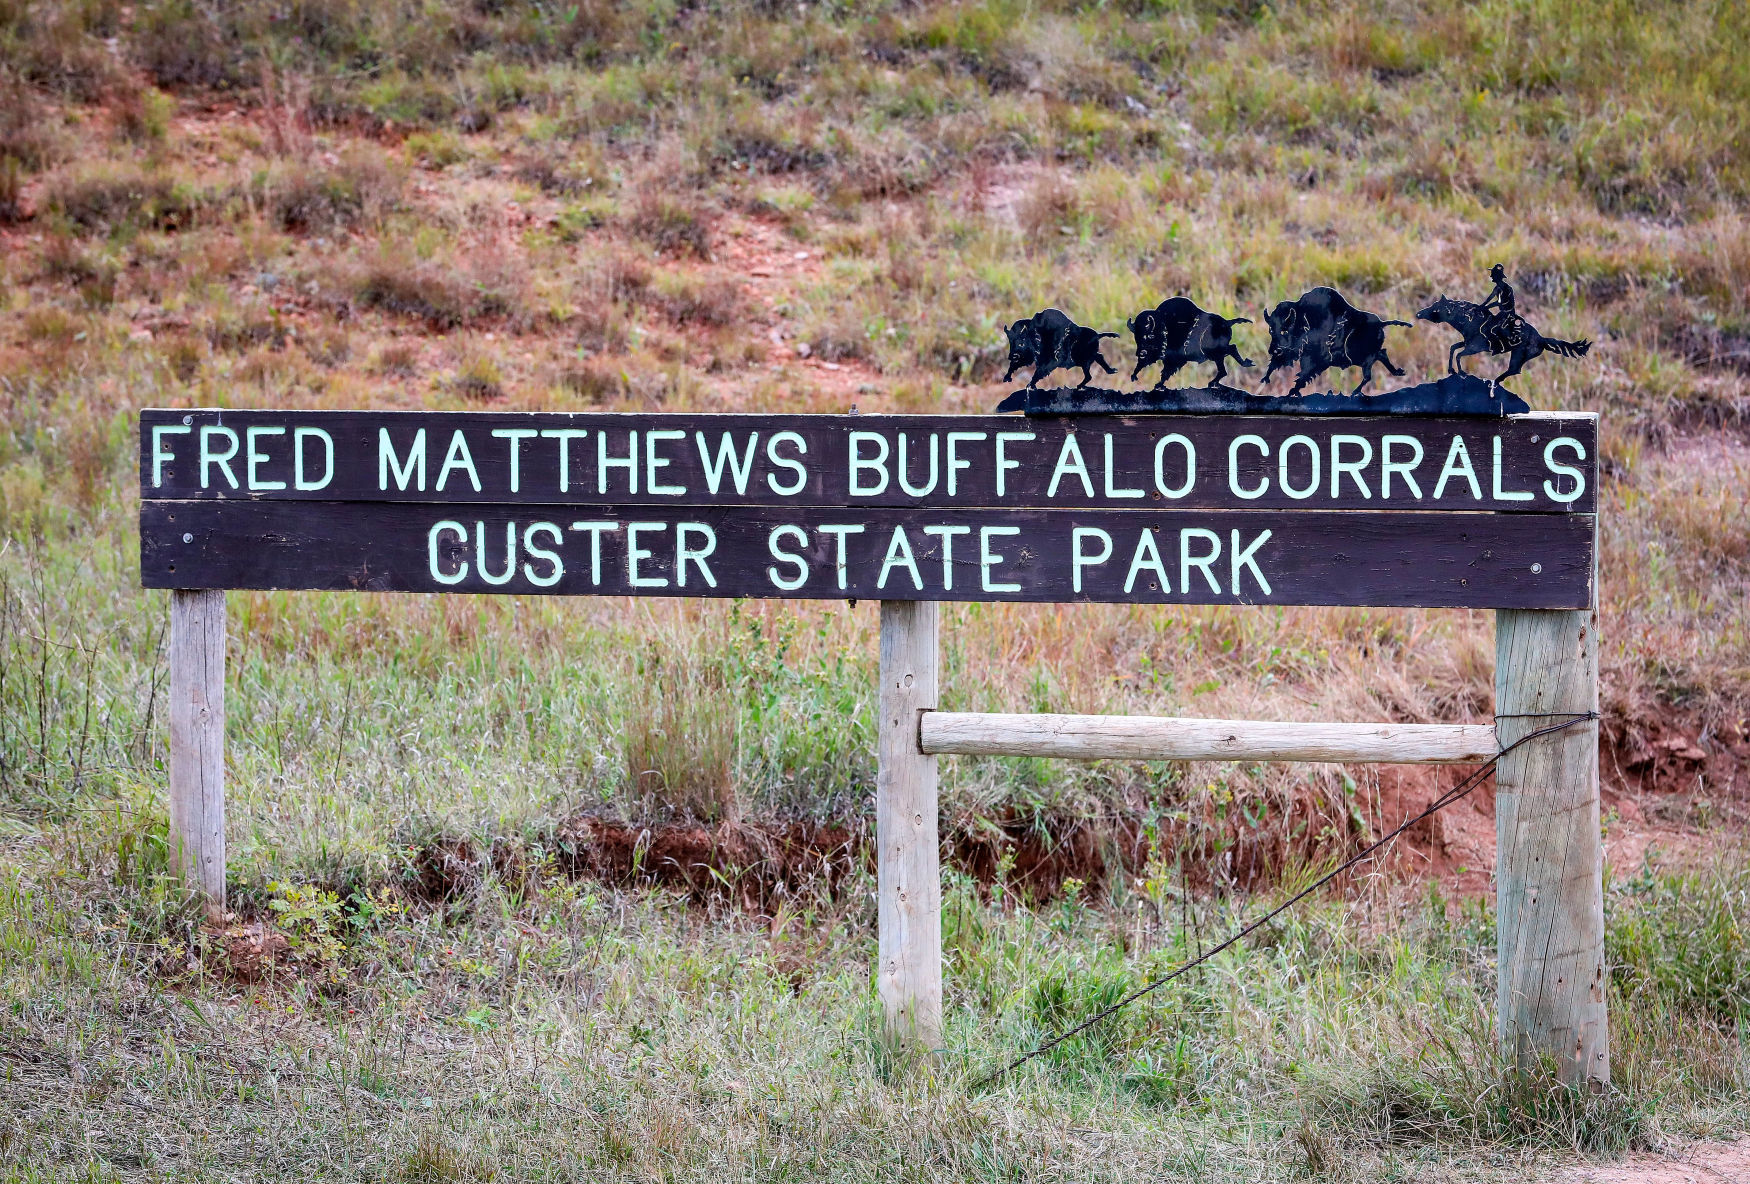 FRED MATTHEWS BUFFALO CORRALS
CUSTER STATE PARK